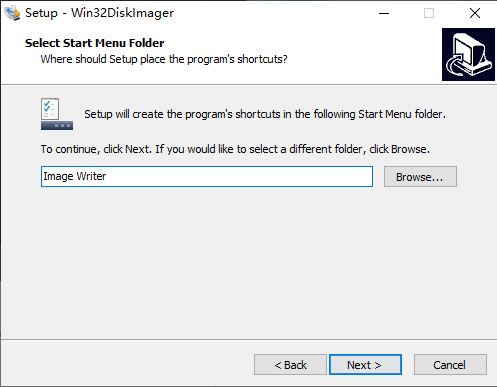 Setup - Win32DiskImager
Select Start Menu Folder
Where should Setup place the program's shortcuts?
Setup will create the program's shortcuts in the following Start Menu folder.
To continue, click Next. If you would like to select a different folder, click Browse.
Image Writer
Browse...
< Back
Next >
Cancel